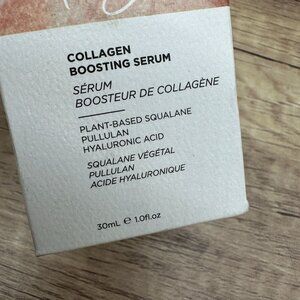 COLLAGEN
BOOSTING SERUM
SÉRUM
BOOSTEUR DE COLLAGÈNE
PLANT-BASED SQUALANE
PULLULAN
HYALURONIC ACID
SQUALANE VÉGÉTAL
PULLULAN
ACIDE HYALURONIQUE
30mL ℮ 1.0fl.oz